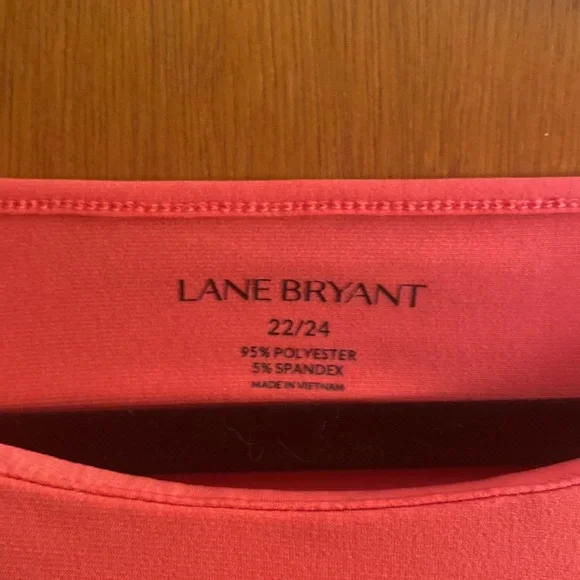 LANE BRYANT
22/24
95% POLYESTER
5% SPANDEX
MADE IN VIETNAM